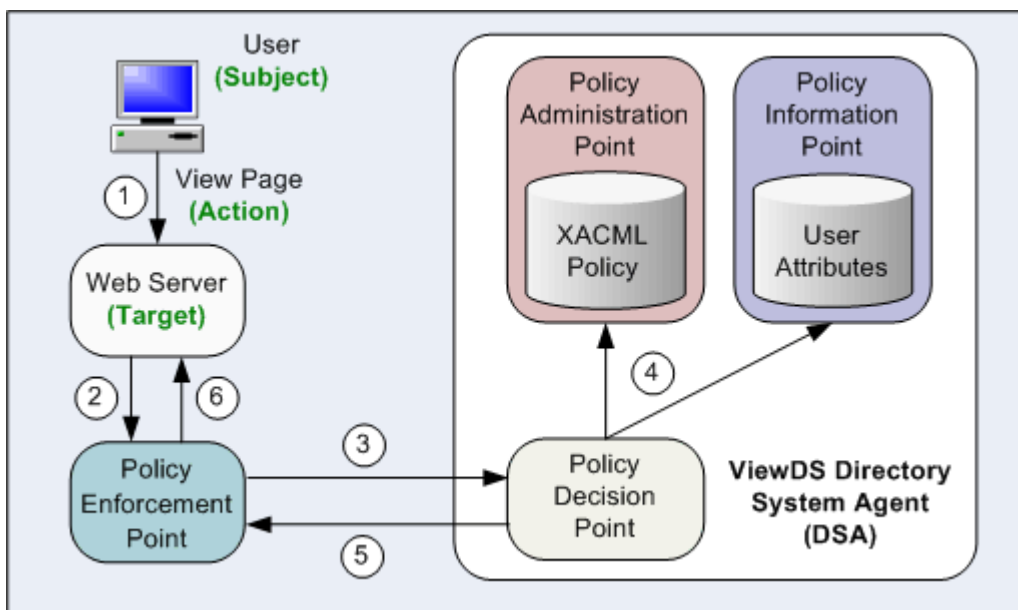 User
(Subject)
1
View Page
(Action)
Web Server
(Target)
2
6
Policy
Enforcement
Point
3
5
Policy
Administration
Point
XACML
Policy
Policy
Information
Point
User
Attributes
4
Policy
Decision
Point
ViewDS Directory
System Agent
(DSA)